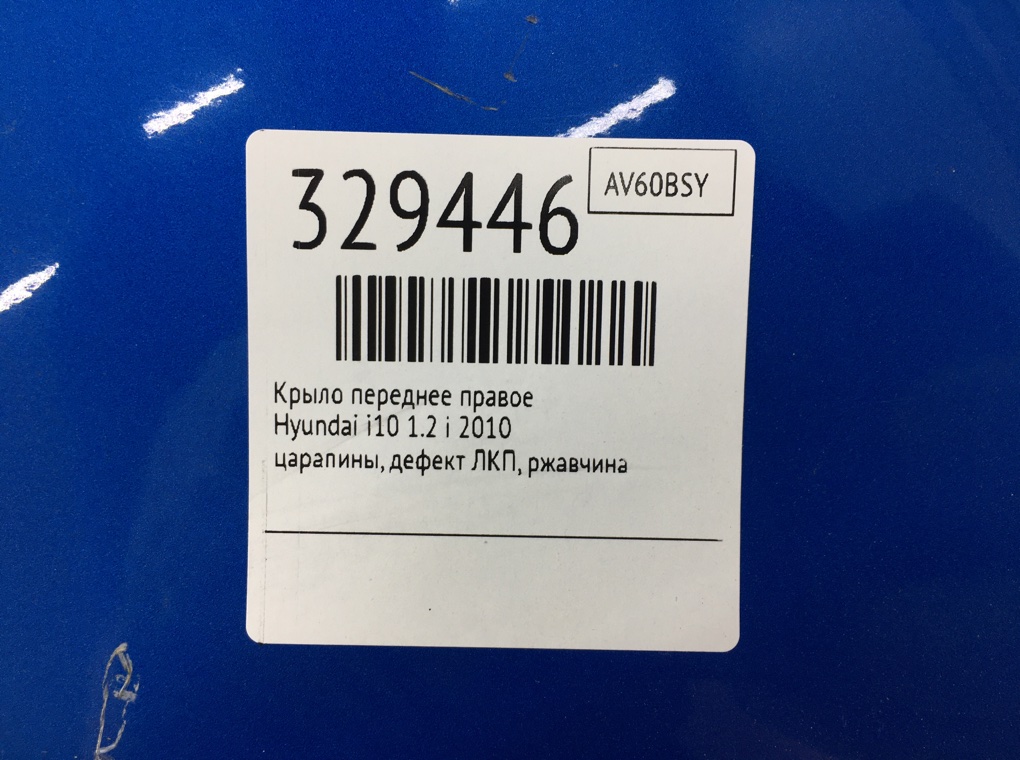 329446
AV60BSY
Крыло переднее правое
Hyundai i10 1.2 i 2010
царапины, дефект ЛКП, ржавчина